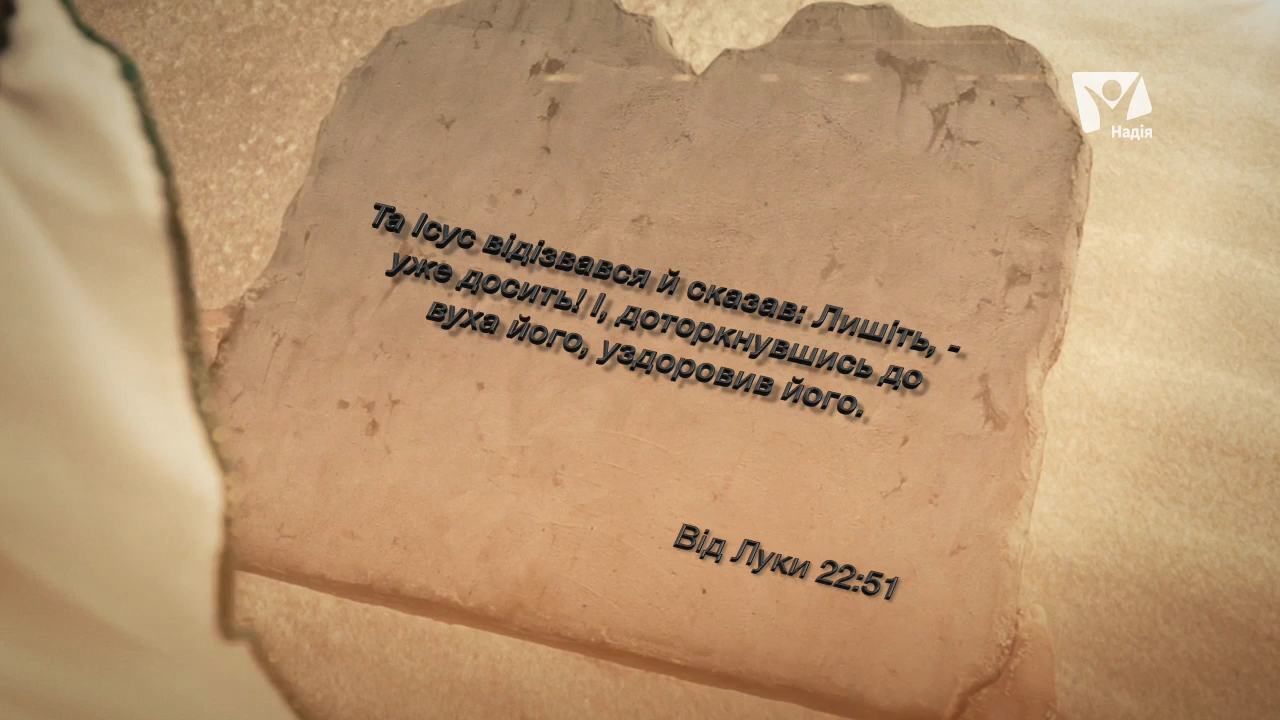 Надія
Та Ісус відізвався й сказав: Лишіть, -
уже досить! І, доторкнувшись до
вуха його, уздоровив його.
Від Луки 22:51